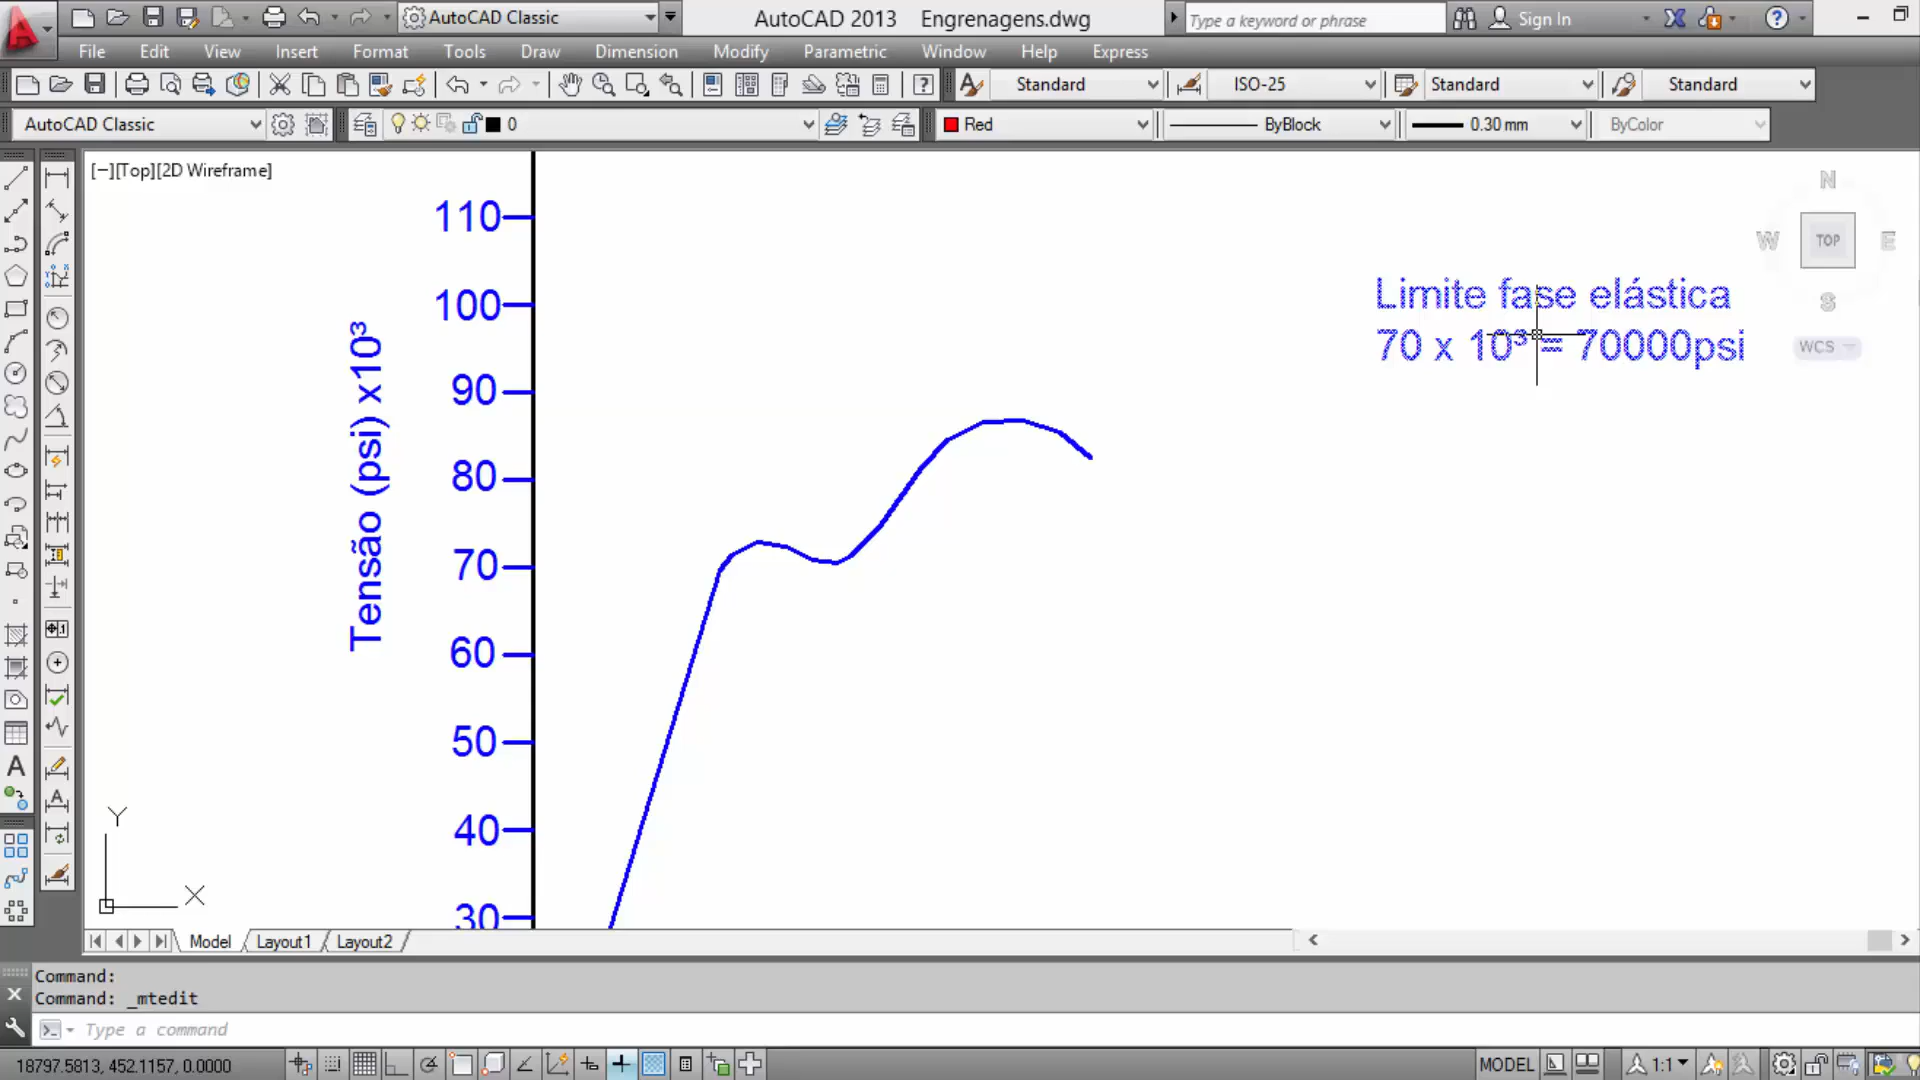 AutoCAD Classic
AutoCAD 2013 Engrenagens.dwg
Type a keyword or phrase
Sign In
File Edit View Insert Format Tools Draw Dimension Modify Parametric Window Help Express
Standard ISO-25 Standard Standard
AutoCAD Classic 0 Red ByBlock 0.30 mm ByColor
[−][Top][2D Wireframe]
N
W TOP E
S
WCS
110
100
90
80
70
60
50
40
30
Tensão (psi) x10³
Limite fase elástica
70 x 10³ = 70000psi
Y
X
Model Layout1 Layout2
Command:
Command: _mtedit
Type a command
18797.5813, 452.1157, 0.0000
MODEL 1:1